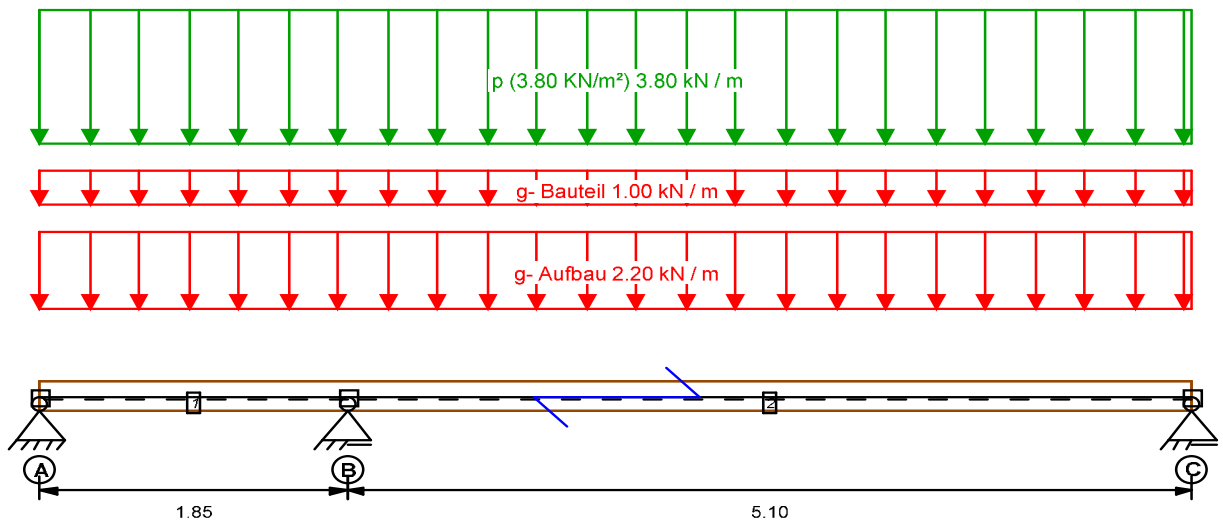 p (3.80 KN/m²) 3.80 kN / m
g- Bauteil 1.00 kN / m
g- Aufbau 2.20 kN / m
1 2
A B C
1.85 5.10